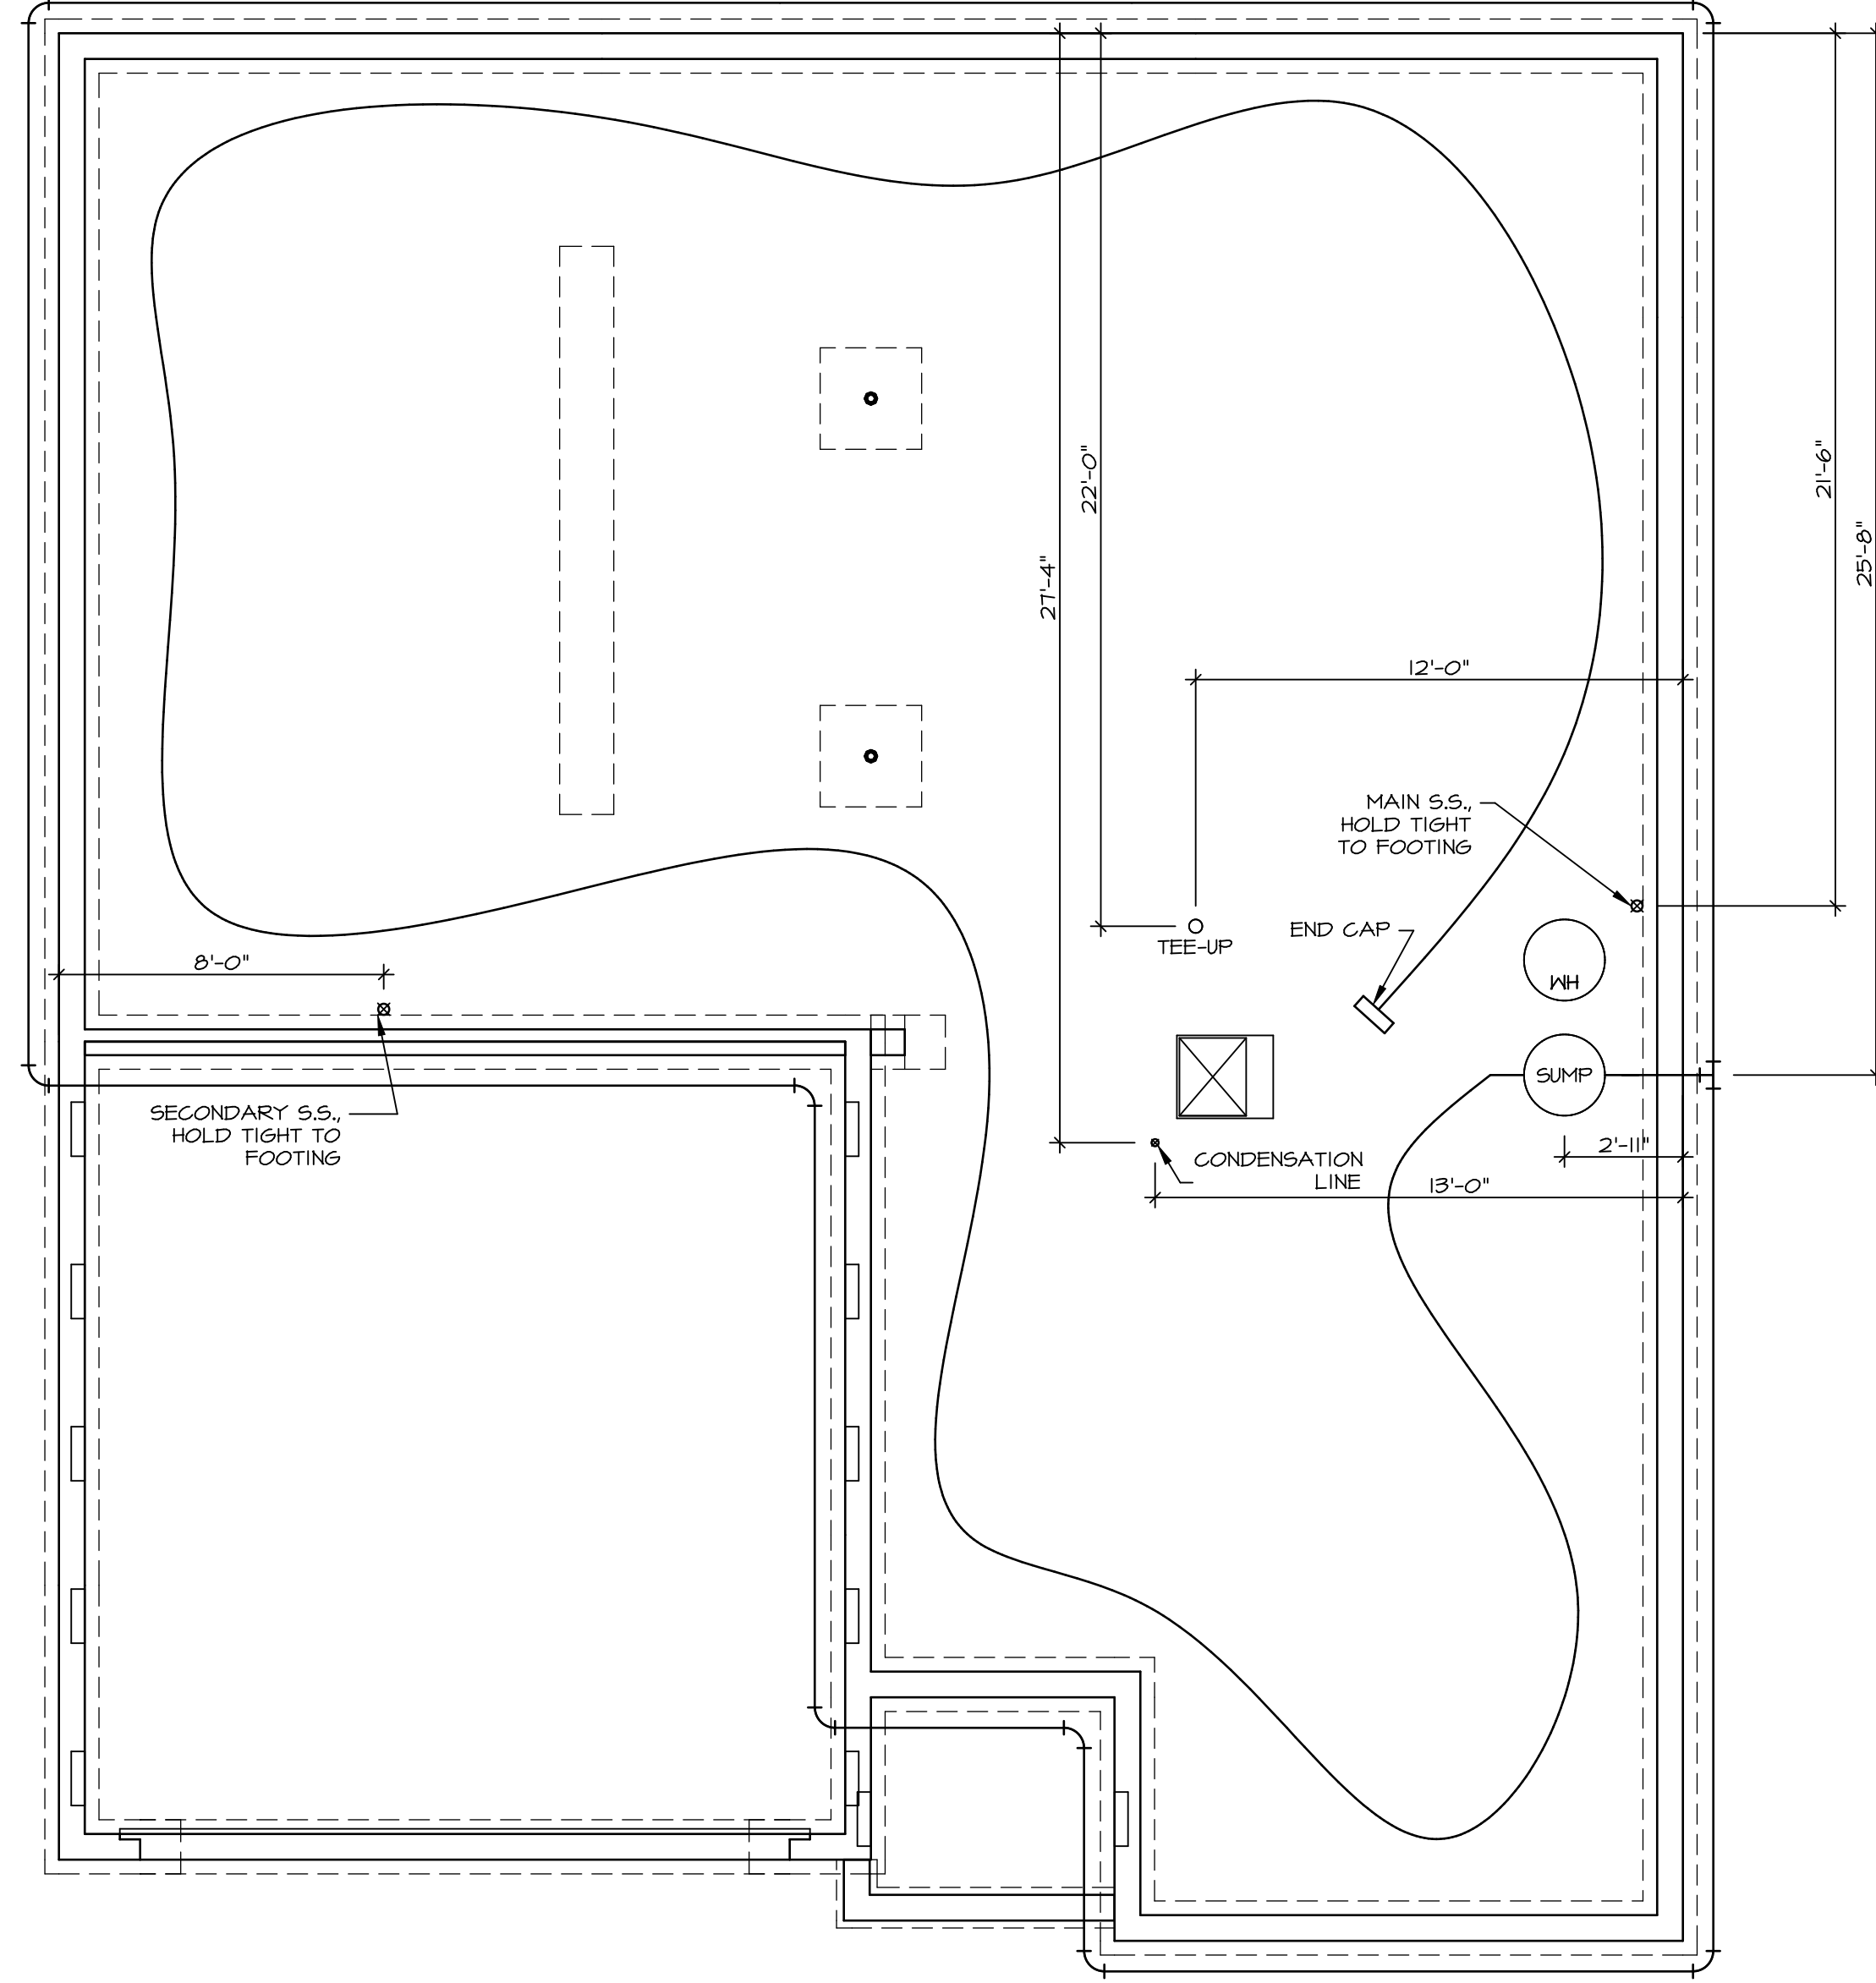 21'-6"
22'-0"
25'-8"
27'-4"
12'-0"
MAIN S.S.,
HOLD TIGHT
TO FOOTING
END CAP
TEE-UP
8'-0"
WH
SUMP
SECONDARY S.S.,
HOLD TIGHT TO
FOOTING
2'-11"
CONDENSATION
LINE
13'-0"